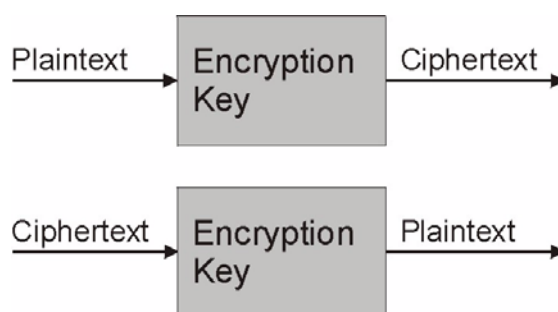 Plaintext
Encryption
Key
Ciphertext
Ciphertext
Encryption
Key
Plaintext